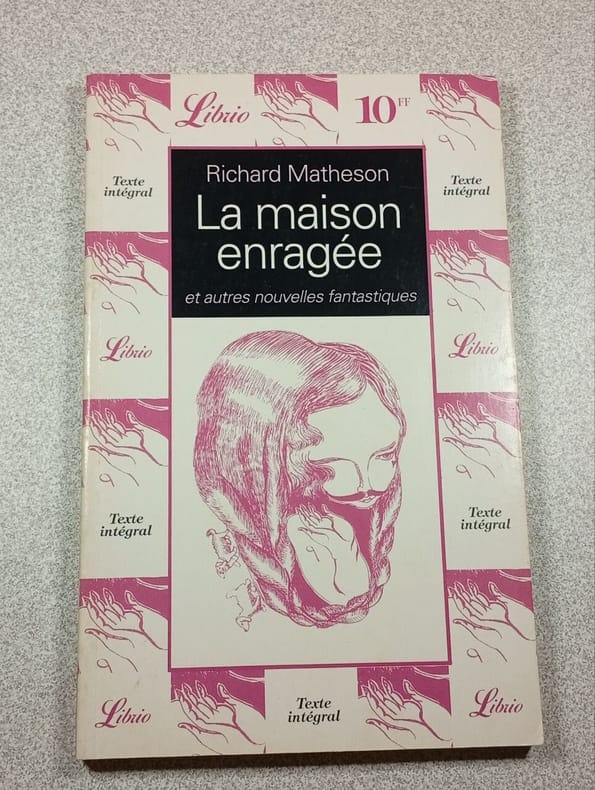 Librio
10FF
Texte
intégral
Richard Matheson
La maison
enragée
et autres nouvelles fantastiques
Texte
intégral
Librio
Librio
Texte
intégral
Texte
intégral
Librio
Texte
intégral
Librio